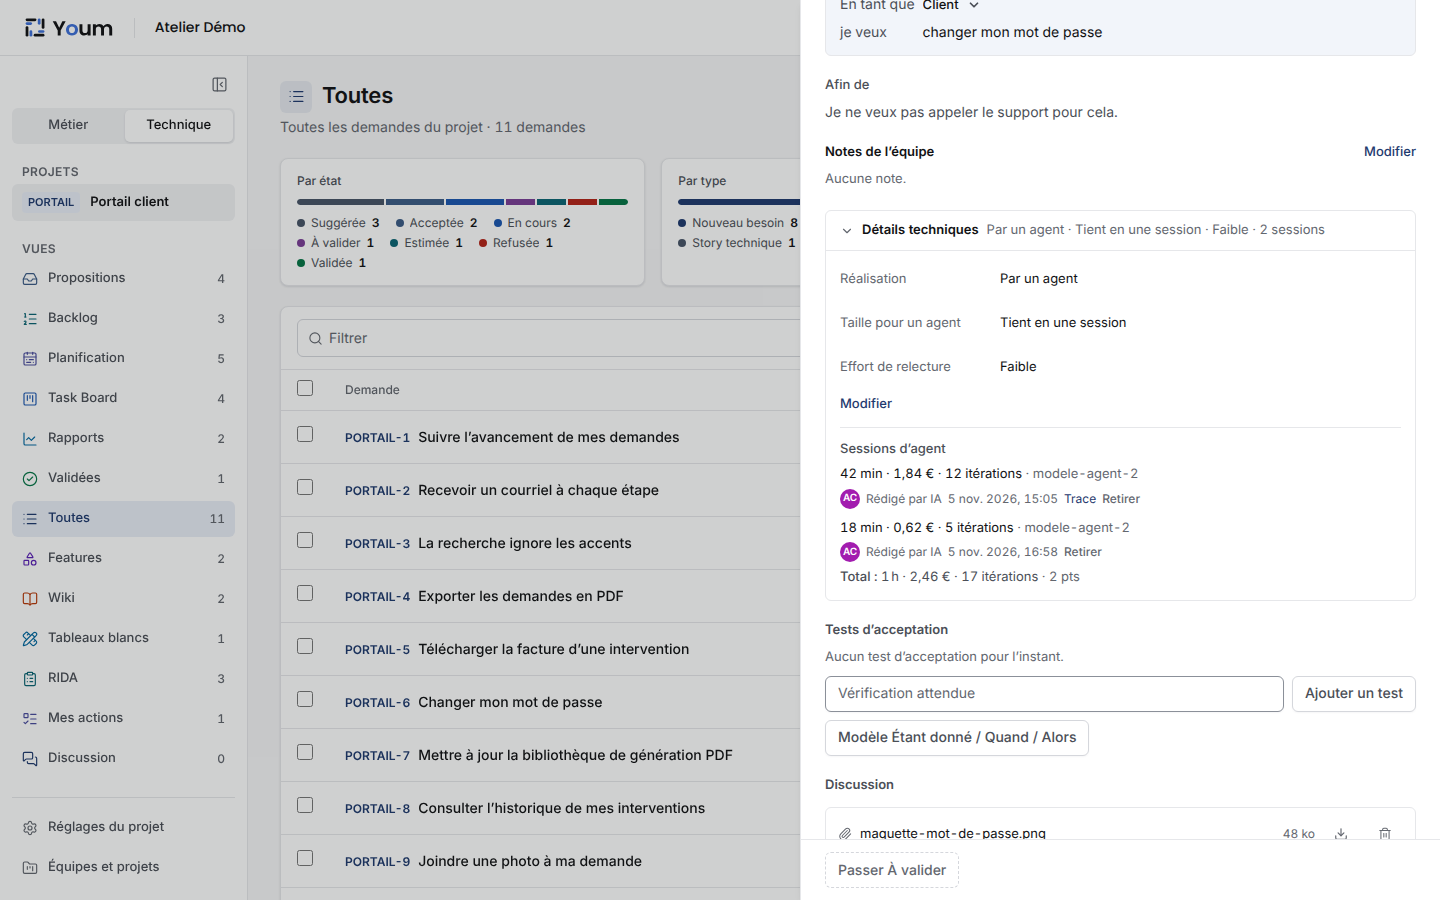 Youm
Atelier Démo
Métier
Technique
PROJETS
PORTAIL Portail client
VUES
Propositions 4
Backlog 3
Planification 5
Task Board 4
Rapports 2
Validées 1
Toutes 11
Features 2
Wiki 2
Tableaux blancs 1
RIDA 3
Mes actions 1
Discussion 0
Réglages du projet
Équipes et projets
Toutes
Toutes les demandes du projet · 11 demandes
Par état
Suggérée 3 Acceptée 2 En cours 2
À valider 1 Estimée 1 Refusée 1
Validée 1
Par type
Nouveau besoin 8
Story technique 1
Filtrer
Demande
PORTAIL-1 Suivre l’avancement de mes demandes
PORTAIL-2 Recevoir un courriel à chaque étape
PORTAIL-3 La recherche ignore les accents
PORTAIL-4 Exporter les demandes en PDF
PORTAIL-5 Télécharger la facture d’une intervention
PORTAIL-6 Changer mon mot de passe
PORTAIL-7 Mettre à jour la bibliothèque de génération PDF
PORTAIL-8 Consulter l’historique de mes interventions
PORTAIL-9 Joindre une photo à ma demande
En tant que Client
je veux changer mon mot de passe
Afin de
Je ne veux pas appeler le support pour cela.
Notes de l’équipe Modifier
Aucune note.
Détails techniques Par un agent · Tient en une session · Faible · 2 sessions
Réalisation Par un agent
Taille pour un agent Tient en une session
Effort de relecture Faible
Modifier
Sessions d’agent
42 min · 1,84 € · 12 itérations · modele-agent-2
AC Rédigé par IA 5 nov. 2026, 15:05 Trace Retirer
18 min · 0,62 € · 5 itérations · modele-agent-2
AC Rédigé par IA 5 nov. 2026, 16:58 Retirer
Total : 1 h · 2,46 € · 17 itérations · 2 pts
Tests d’acceptation
Aucun test d’acceptation pour l’instant.
Vérification attendue Ajouter un test
Modèle Étant donné / Quand / Alors
Discussion
maquette-mot-de-passe.png 48 ko
Passer À valider